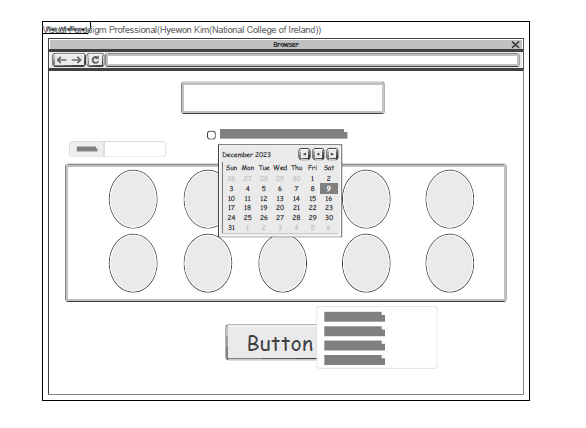 Visual Paradigm Professional(Hyewon Kim(National College of Ireland))
Browser
December 2023
Sun Mon Tue Wed Thu Fri Sat
26 27 28 29 30 1 2
3 4 5 6 7 8 9
10 11 12 13 14 15 16
17 18 19 20 21 22 23
24 25 26 27 28 29 30
31 1 2 3 4 5 6
Button